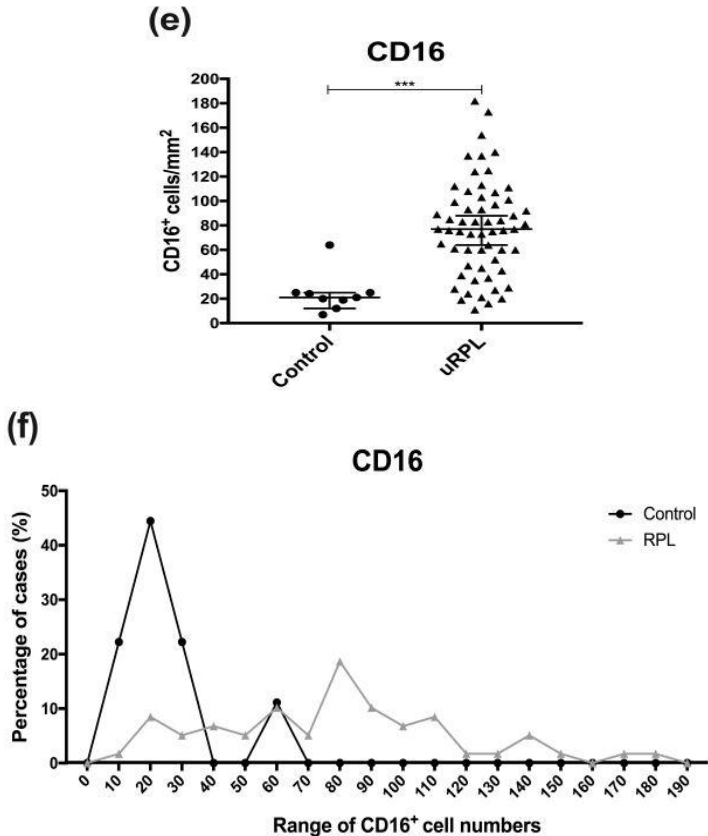 (e)
CD16
***
CD16+ cells/mm2
200
180
160
140
120
100
80
60
40
20
0
Control
uRPL
(f)
CD16
Percentage of cases (%)
50
40
30
20
10
0
Control
RPL
0 10 20 30 40 50 60 70 80 90 100 110 120 130 140 150 160 170 180 190
Range of CD16+ cell numbers